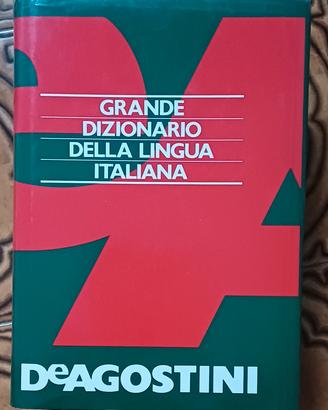 GRANDE
DIZIONARIO
DELLA LINGUA
ITALIANA
DeAGOSTINI